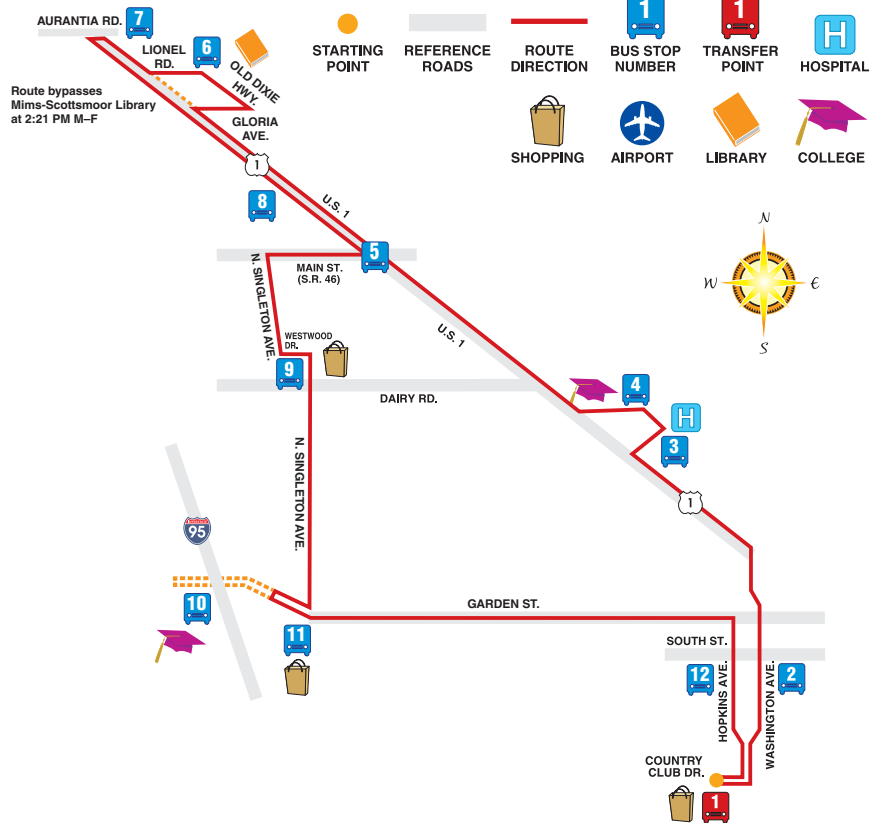 AURANTIA RD.
7
LIONEL
RD.
6
OLD DIXIE
HWY.
Route bypasses
Mims-Scottsmoor Library
at 2:21 PM M–F
GLORIA
AVE.
STARTING
POINT
REFERENCE
ROADS
ROUTE
DIRECTION
1
BUS STOP
NUMBER
1
TRANSFER
POINT
H
HOSPITAL
SHOPPING
AIRPORT
LIBRARY
COLLEGE
1
8
U.S. 1
5
MAIN ST.
(S.R. 46)
N. SINGLETON AVE.
WESTWOOD
DR.
9
U.S. 1
N
W
E
S
DAIRY RD.
4
H
3
1
N. SINGLETON AVE.
95
10
11
GARDEN ST.
SOUTH ST.
12
HOPKINS AVE.
WASHINGTON AVE.
2
COUNTRY
CLUB DR.
1